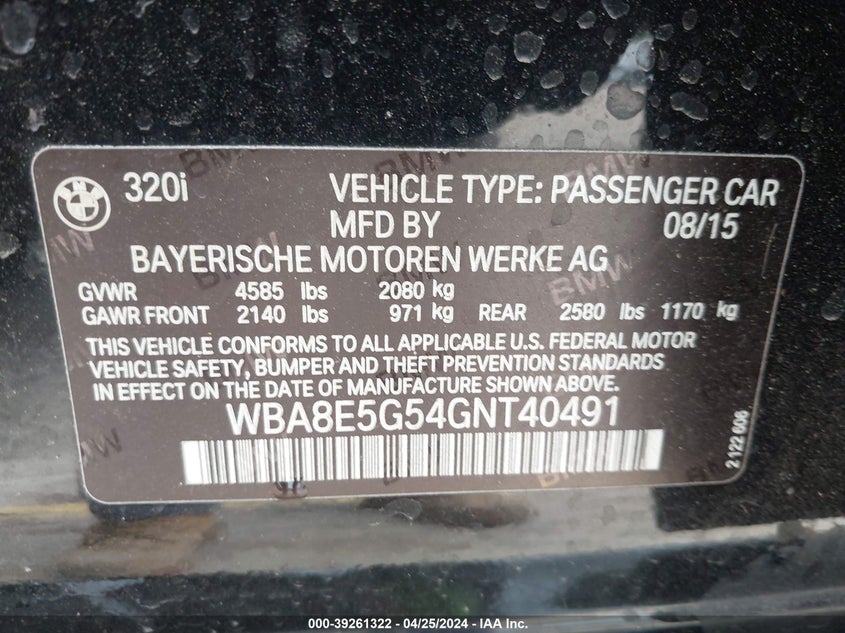 320i VEHICLE TYPE: PASSENGER CAR
MFD BY 08/15
BAYERISCHE MOTOREN WERKE AG
GVWR 4585 lbs 2080 kg
GAWR FRONT 2140 lbs 971 kg REAR 2580 lbs 1170 kg
THIS VEHICLE CONFORMS TO ALL APPLICABLE U.S. FEDERAL MOTOR
VEHICLE SAFETY, BUMPER AND THEFT PREVENTION STANDARDS
IN EFFECT ON THE DATE OF MANUFACTURE SHOWN ABOVE.
WBA8E5G54GNT40491
2 122 606
000-39261322 - 04/25/2024 - IAA Inc.